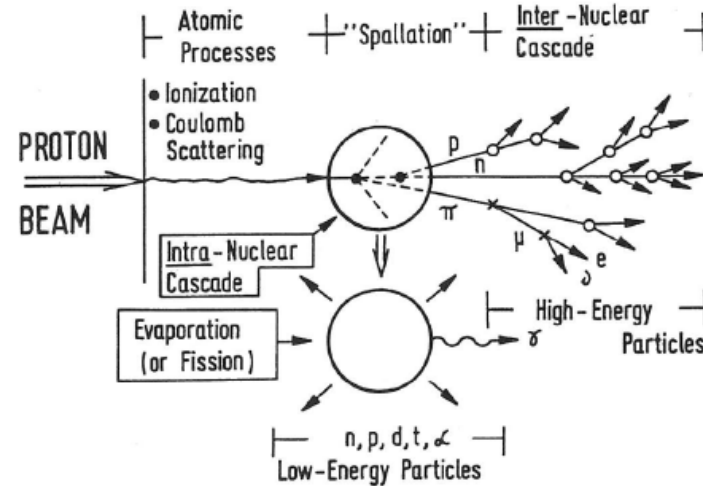 Atomic
Processes
"Spallation"
Inter-Nuclear
Cascade
• Ionization
• Coulomb
Scattering
PROTON
BEAM
p
n
π
μ
e
ν
Intra-Nuclear
Cascade
Evaporation
(or Fission)
γ
High-Energy
Particles
n, p, d, t, α
Low-Energy Particles